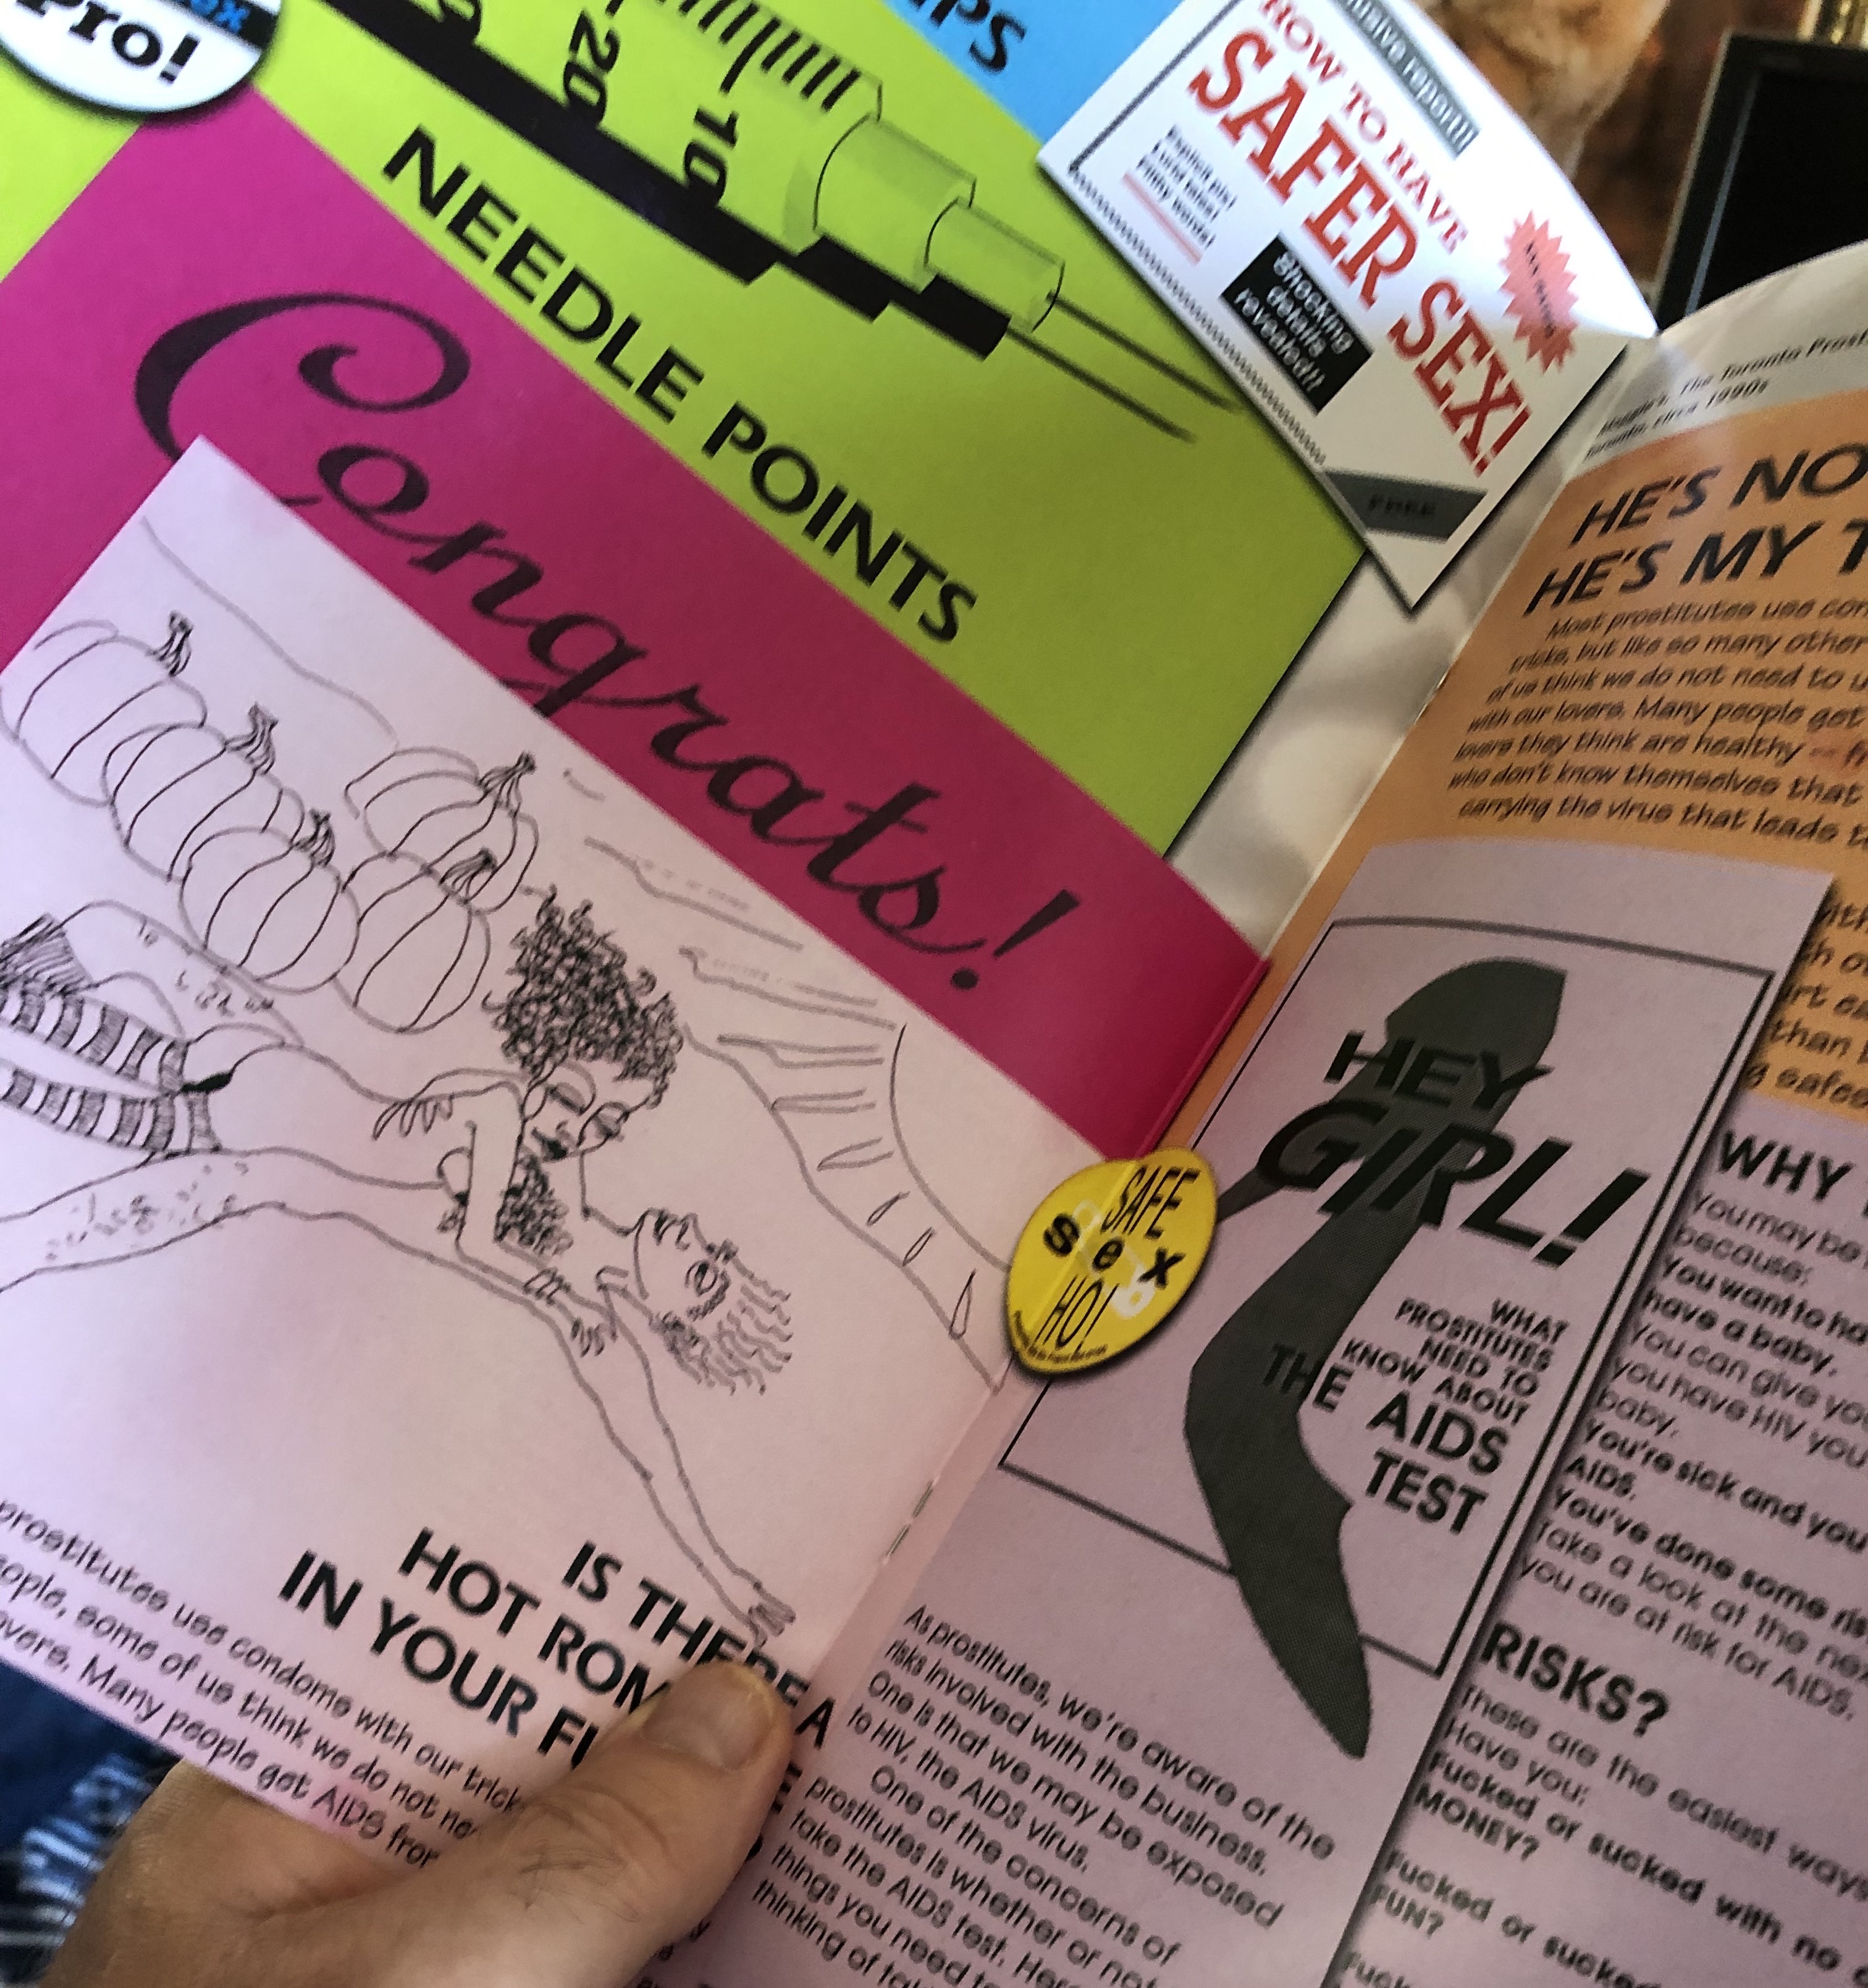 Pro!
20
10
NEEDLE POINTS
Congrats!
HOW TO HAVE
SAFER SEX!
Shocking
details
revealed!!
FREE
The Toronto
Toronto, circa 1990s
HE'S NO
HE'S MY T
Most prostitutes use
tricks, but like so many other
of us think we do not need to
with our lovers. Many people get
lovers they think are healthy --
who don't know themselves that
carrying the virus that leads
HEY
GIRL!
WHAT
PROSTITUTES
NEED TO
KNOW ABOUT
THE AIDS
TEST
SAFE
sex
HO!
IS THERE A
HOT ROM
IN YOUR FU
prostitutes use condoms with our trick
some of us think we do not
Many people get AIDS from
As prostitutes, we're aware of the
risks involved with the business.
One is that we may be exposed
to HIV, the AIDS virus.
One of the concerns of
prostitutes is whether or not
take the AIDS test.
things you need
thinking of
than
WHY
You may be
because:
You want to
have a baby.
You can give
you have HIV you
baby.
You're sick and you
AIDS.
You've done some
Take a look at the
you are at risk for AIDS.
RISKS?
These are the easiest ways
Have you:
Fucked or sucked with no
MONEY?
Fucked or sucked
FUN?